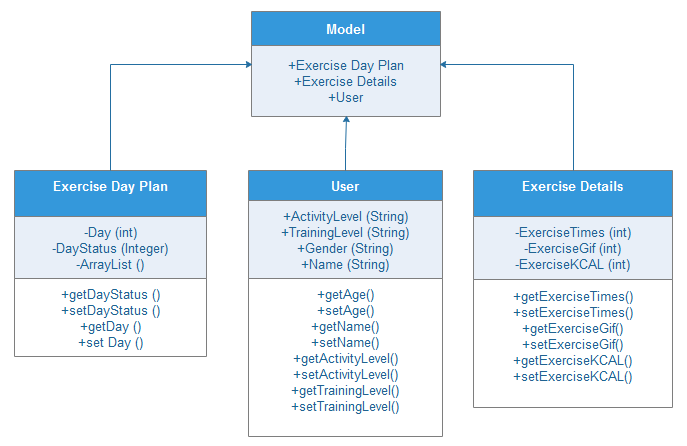 Model
+Exercise Day Plan
+Exercise Details
+User
Exercise Day Plan
-Day (int)
-DayStatus (Integer)
-ArrayList ()
+getDayStatus ()
+setDayStatus ()
+getDay ()
+set Day ()
User
+ActivityLevel (String)
+TrainingLevel (String)
+Gender (String)
+Name (String)
+getAge()
+setAge()
+getName()
+setName()
+getActivityLevel()
+setActivityLevel()
+getTrainingLevel()
+setTrainingLevel()
Exercise Details
-ExerciseTimes (int)
-ExerciseGif (int)
-ExerciseKCAL (int)
+getExerciseTimes()
+setExerciseTimes()
+getExerciseGif()
+setExerciseGif()
+getExerciseKCAL()
+setExerciseKCAL()